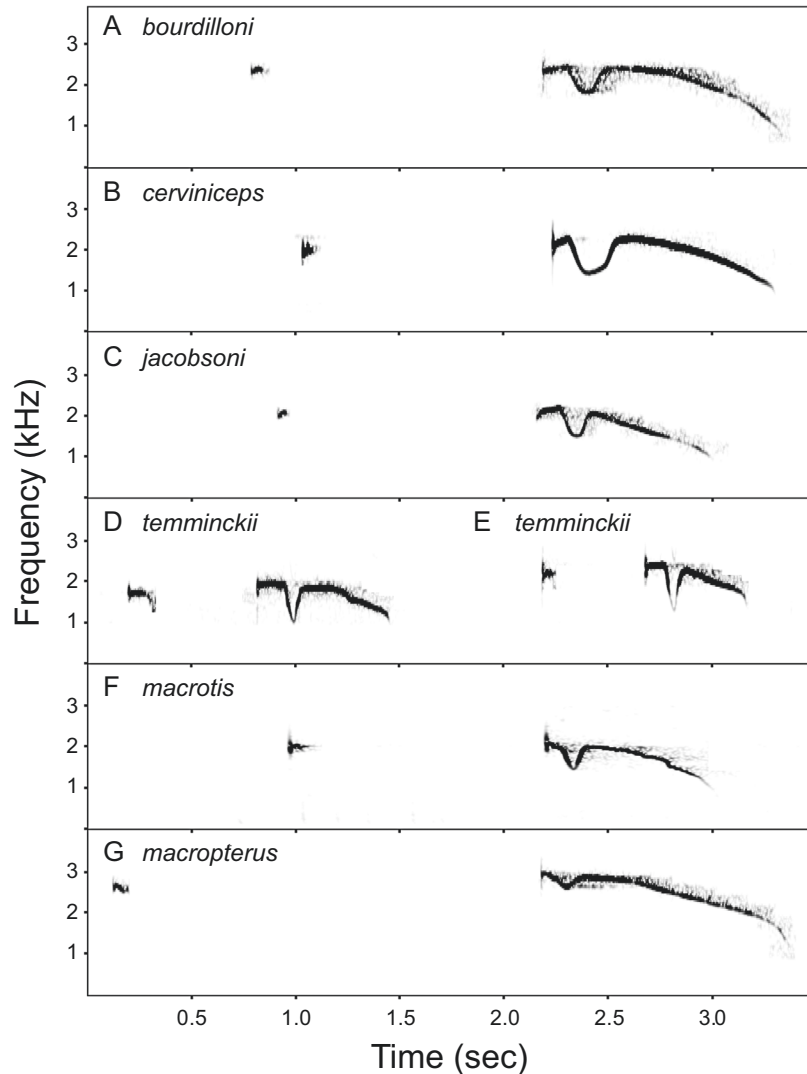 A bourdilloni
3
2
1
B cerviniceps
3
2
1
C jacobsoni
3
2
1
D temminckii E temminckii
3
2
1
F macrotis
3
2
1
G macropterus
3
2
1
0.5 1.0 1.5 2.0 2.5 3.0
Time (sec)
Frequency (kHz)